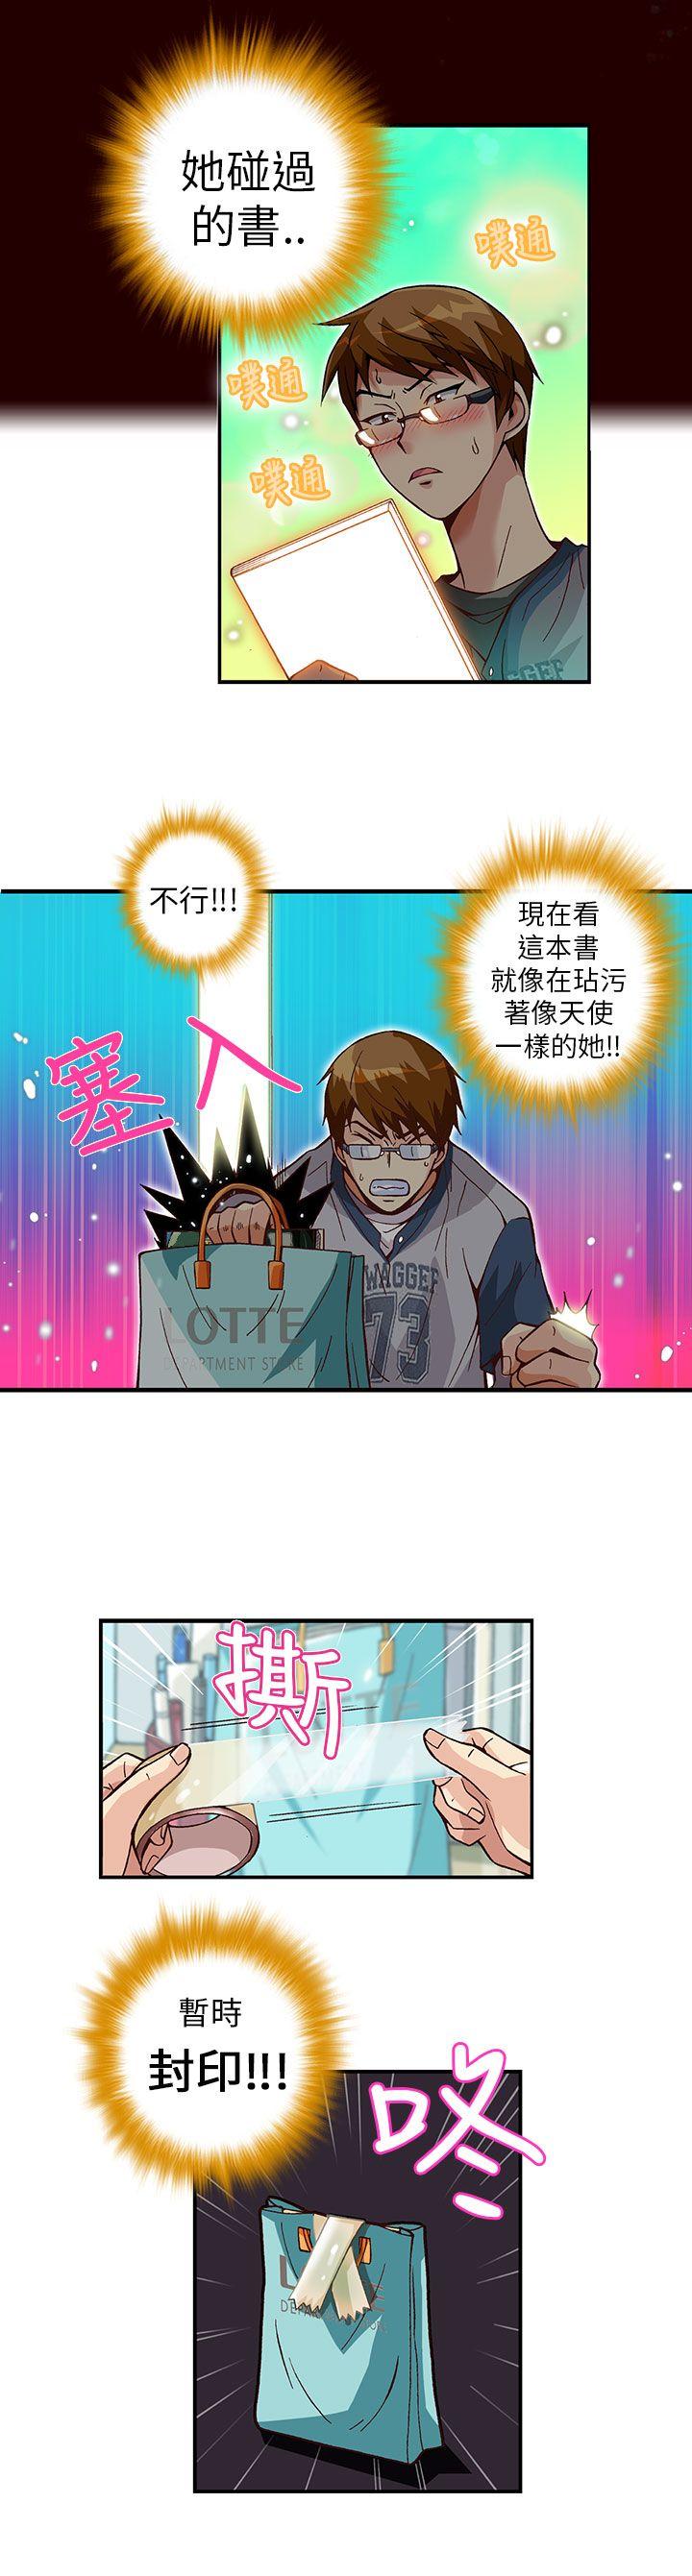 她碰過
的書..
噗通
噗通
噗通
SWAGGER
不行!!!
現在看
這本書
就像在玷污
著像天使
一樣的她!!
塞入
SWAGGER
73
LOTTE
DEPARTMENT STORE
撕
暫時
封印!!!
咚